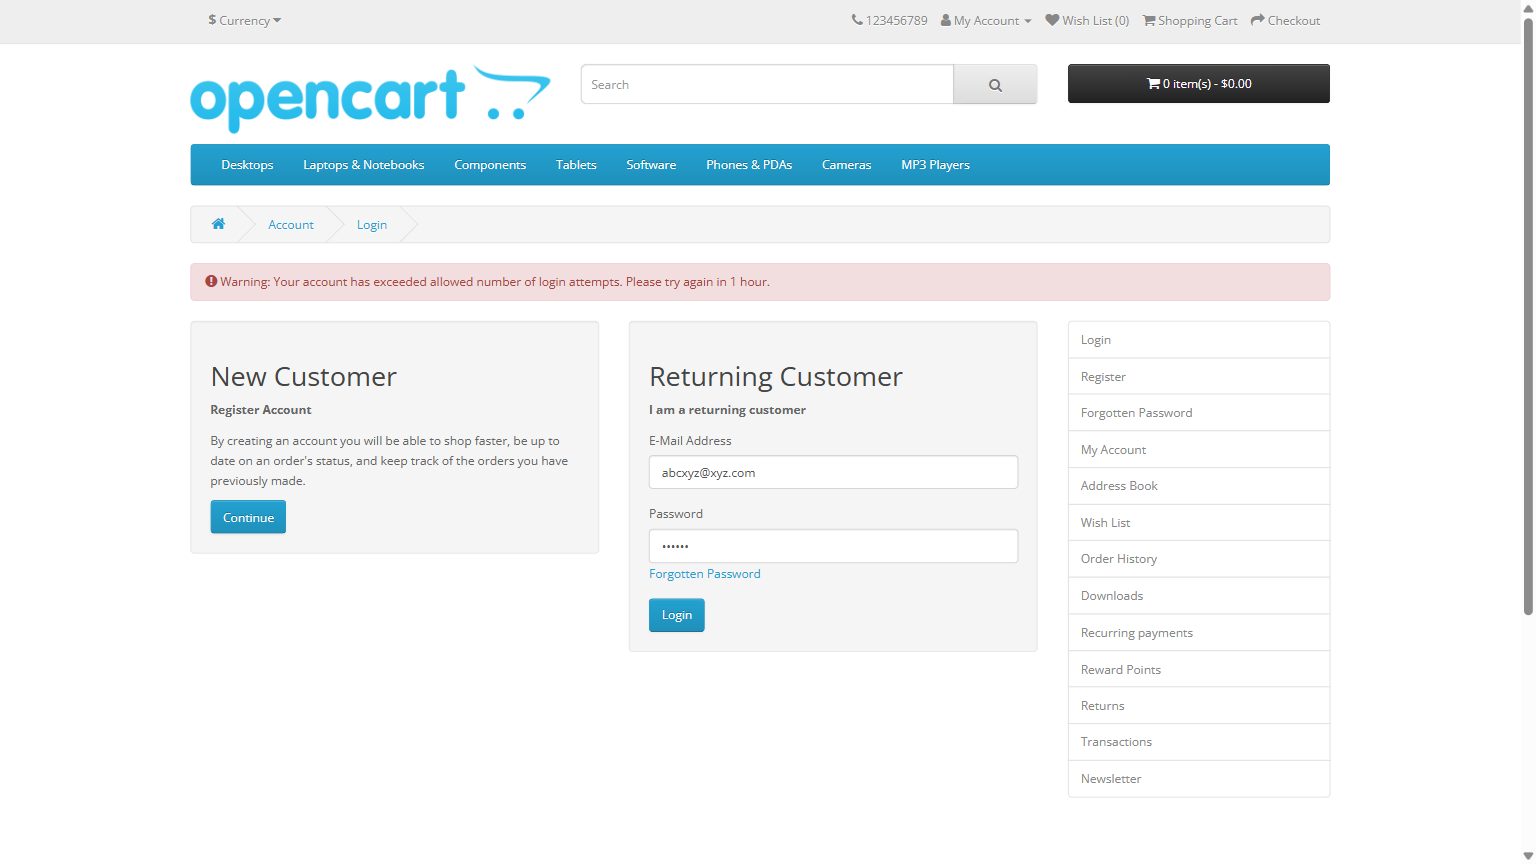 $ Currency
123456789 My Account Wish List (0) Shopping Cart Checkout
opencart
Search
0 item(s) - $0.00
Desktops Laptops & Notebooks Components Tablets Software Phones & PDAs Cameras MP3 Players
Account Login
Warning: Your account has exceeded allowed number of login attempts. Please try again in 1 hour.
New Customer
Register Account
By creating an account you will be able to shop faster, be up to
date on an order's status, and keep track of the orders you have
previously made.
Continue
Returning Customer
I am a returning customer
E-Mail Address
abcxyz@xyz.com
Password
••••••
Forgotten Password
Login
Login
Register
Forgotten Password
My Account
Address Book
Wish List
Order History
Downloads
Recurring payments
Reward Points
Returns
Transactions
Newsletter